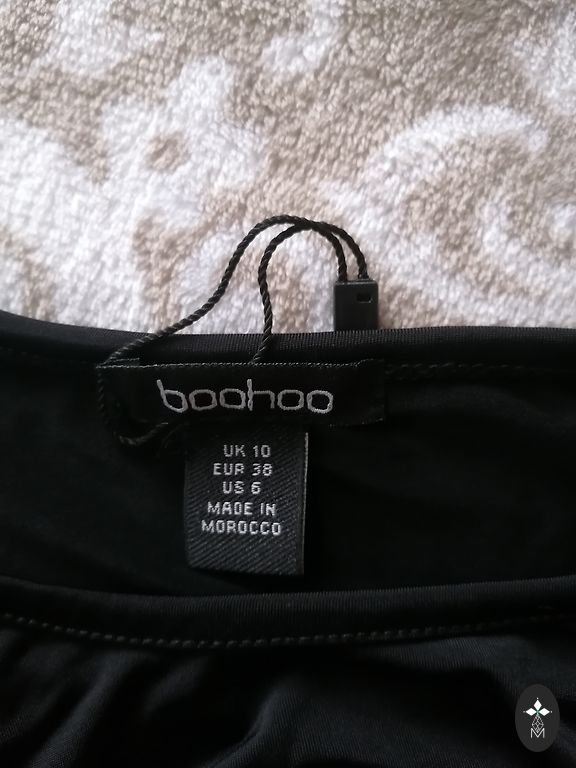 boohoo
UK 10
EUR 38
US 6
MADE IN
MOROCCO
M